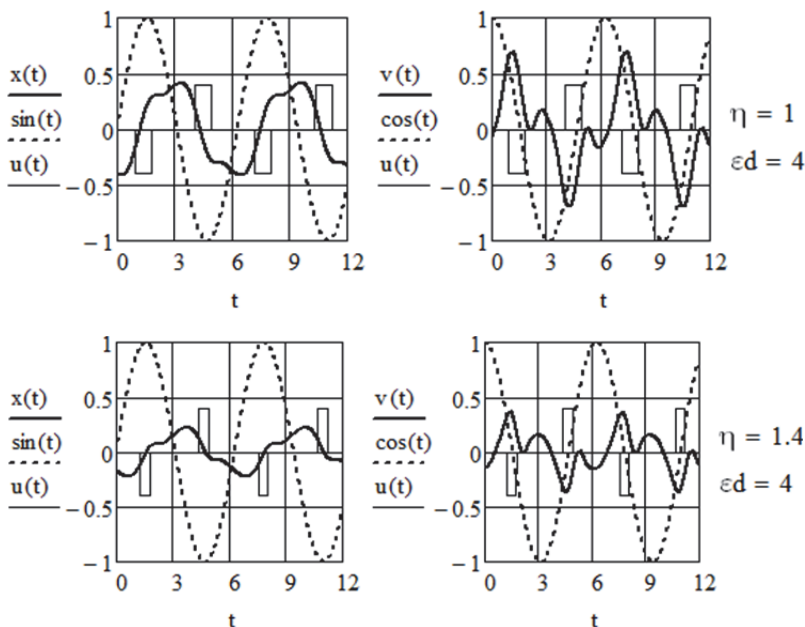 1
x(t)
0.5
sin(t)
0
u(t)
−0.5
−1
0 3 6 9 12
t
1
v(t)
0.5
cos(t)
0
u(t)
−0.5
−1
0 3 6 9 12
t
η = 1
εd = 4
1
x(t)
0.5
sin(t)
0
u(t)
−0.5
−1
0 3 6 9 12
t
1
v(t)
0.5
cos(t)
0
u(t)
−0.5
−1
0 3 6 9 12
t
η = 1.4
εd = 4